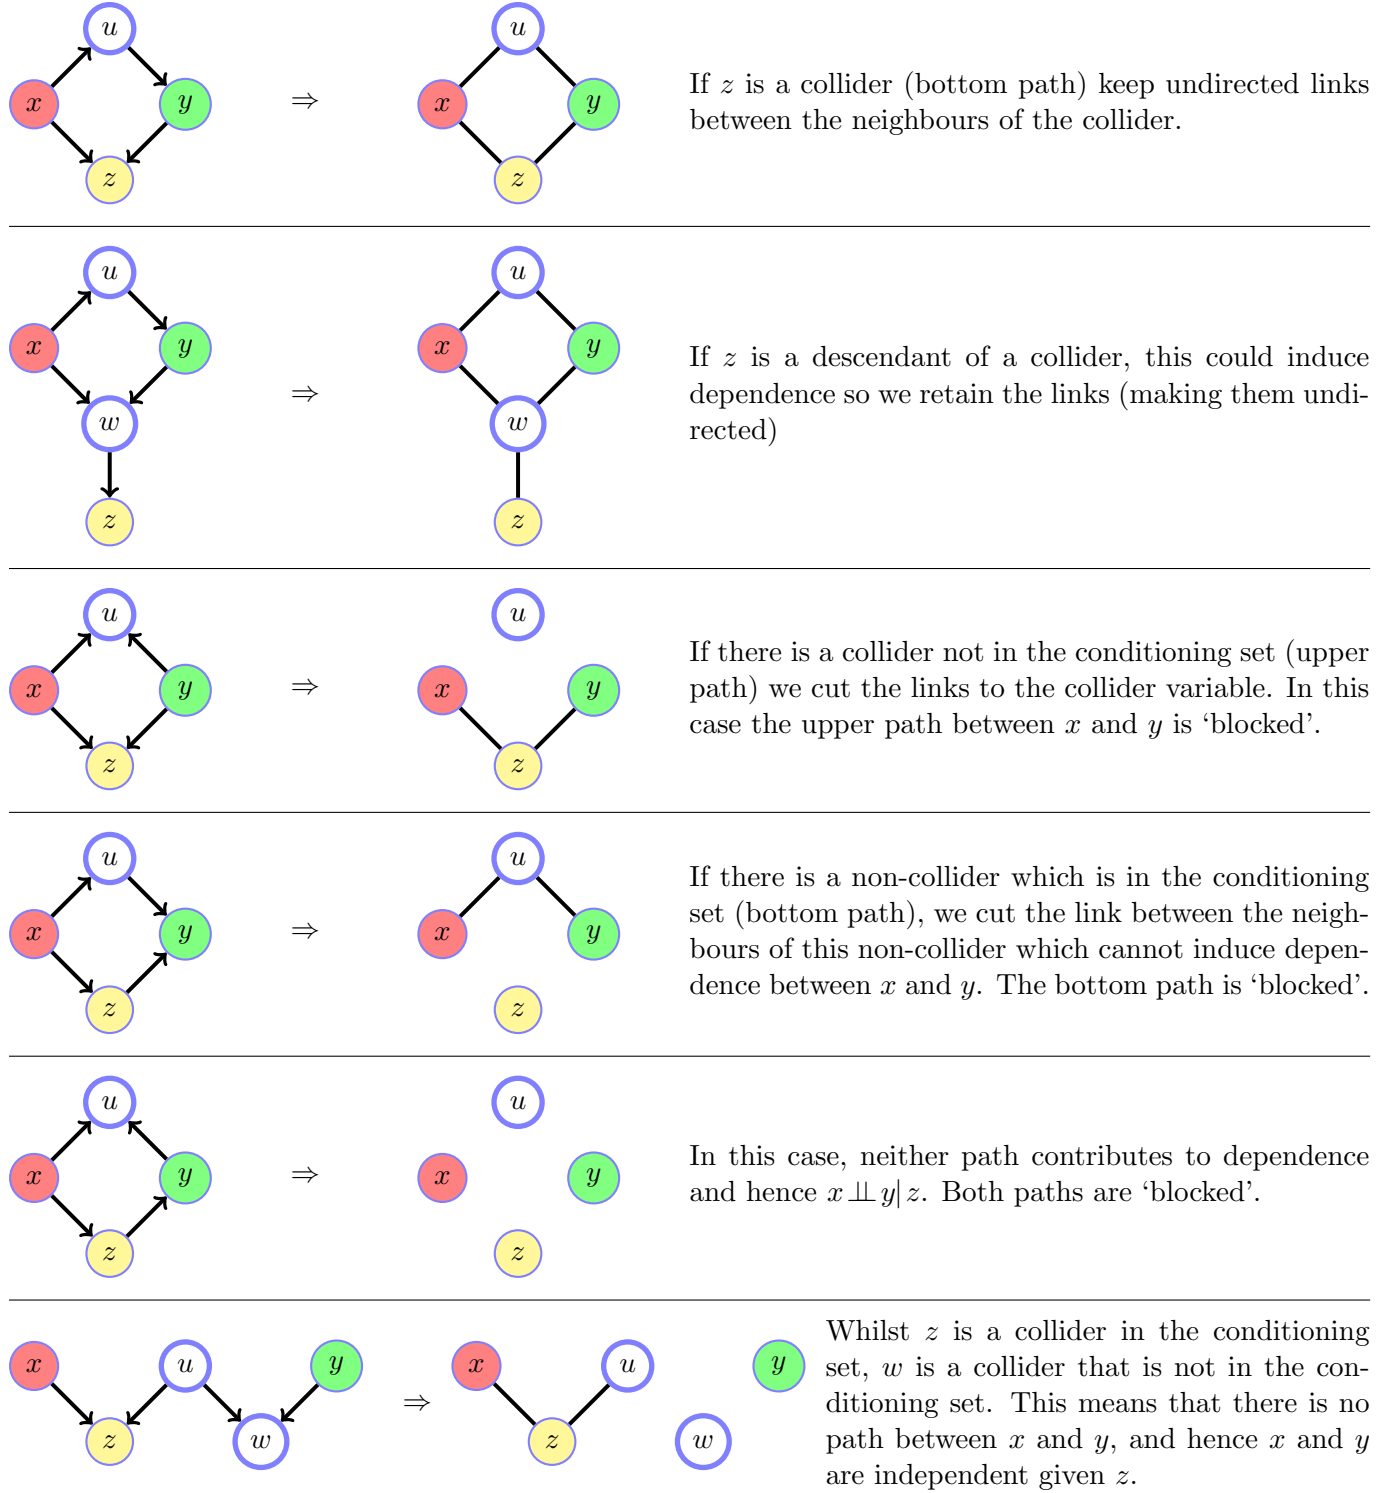 u u
x y ⇒ x y
z z
If z is a collider (bottom path) keep undirected links
between the neighbours of the collider.
u u
x y x y
⇒
w w
z z
If z is a descendant of a collider, this could induce
dependence so we retain the links (making them undi-
rected)
u u
x y ⇒ x y
z z
If there is a collider not in the conditioning set (upper
path) we cut the links to the collider variable. In this
case the upper path between x and y is ‘blocked’.
u u
x y ⇒ x y
z z
If there is a non-collider which is in the conditioning
set (bottom path), we cut the link between the neigh-
bours of this non-collider which cannot induce depen-
dence between x and y. The bottom path is ‘blocked’.
u u
x y ⇒ x y
z z
In this case, neither path contributes to dependence
and hence x ⫫ y| z. Both paths are ‘blocked’.
x u y x u y
⇒
z w z w
Whilst z is a collider in the conditioning
set, w is a collider that is not in the con-
ditioning set. This means that there is no
path between x and y, and hence x and y
are independent given z.